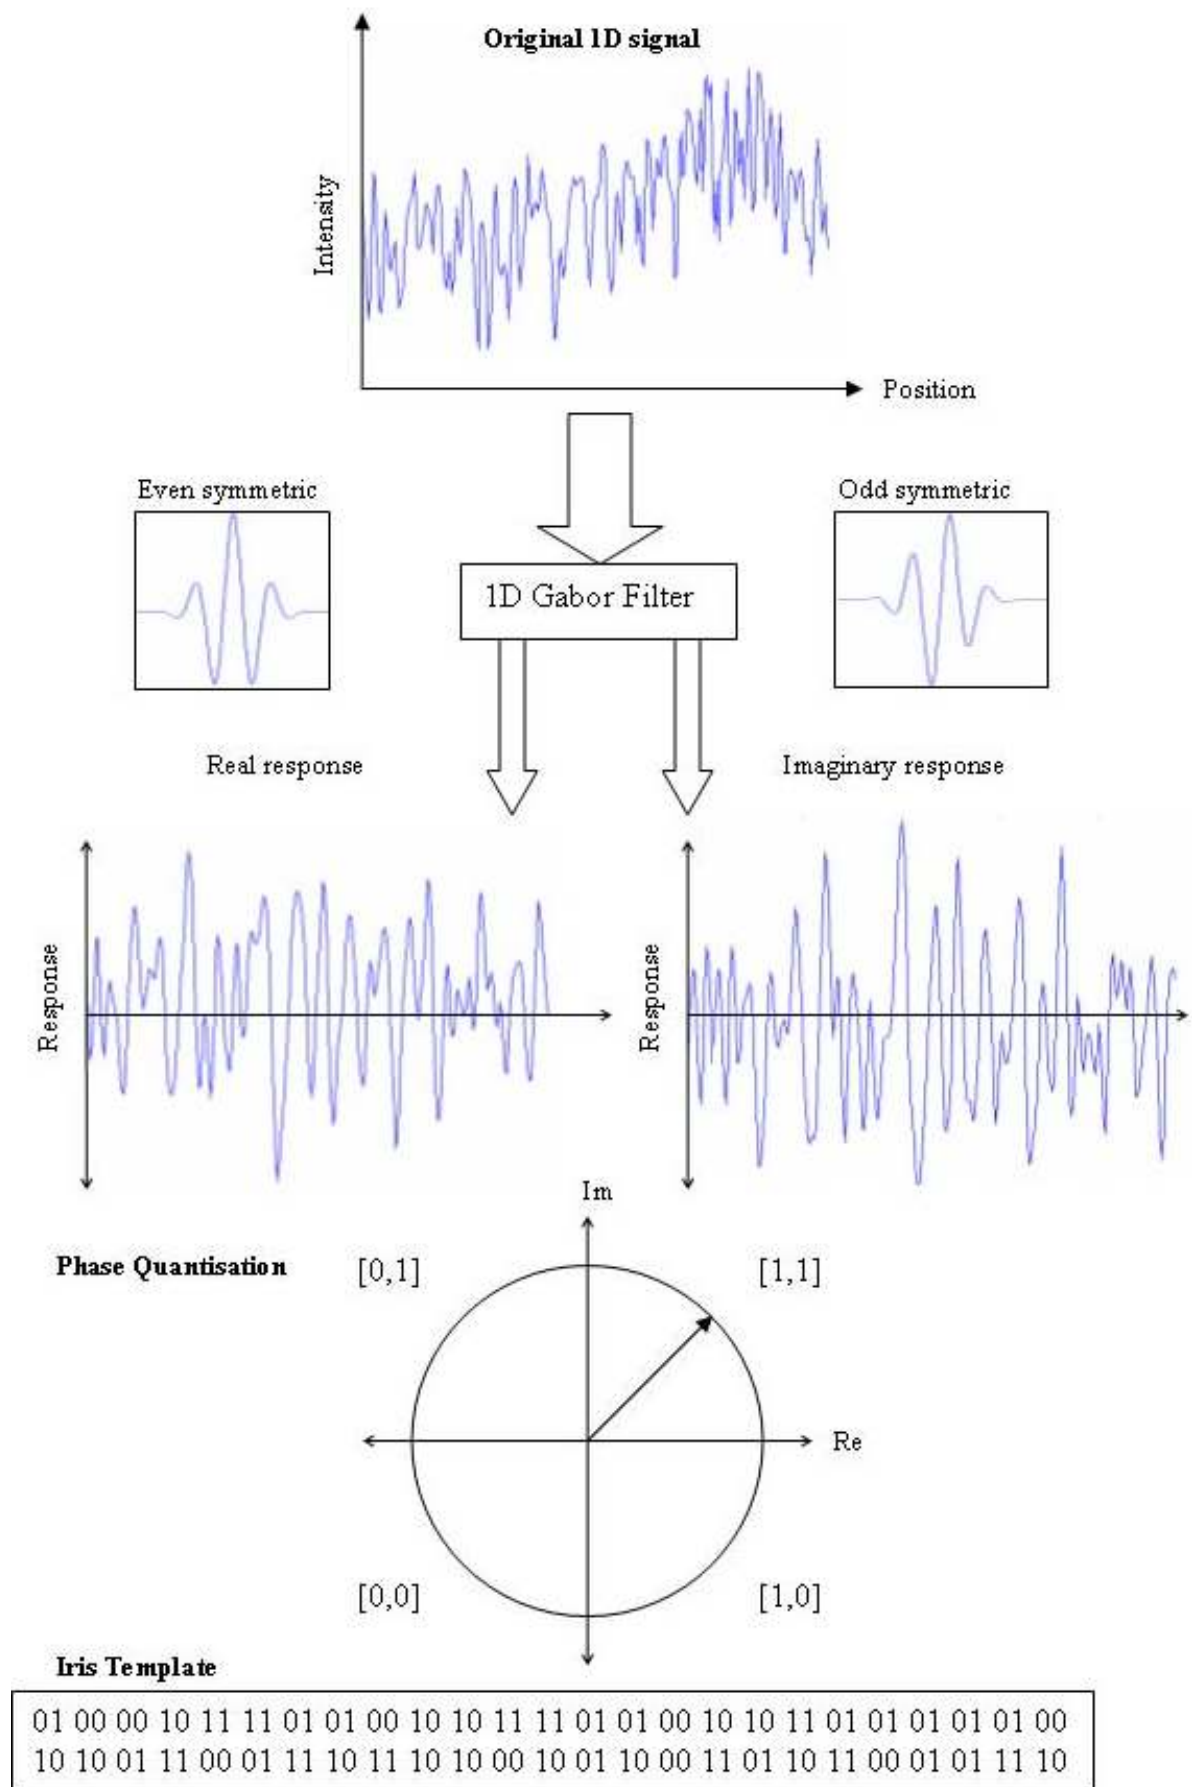 Original 1D signal
Intensity
Position
Even symmetric
Odd symmetric
1D Gabor Filter
Real response
Imaginary response
Response
Response
Im
Phase Quantisation
[0,1]
[1,1]
Re
[0,0]
[1,0]
Iris Template
01 00 00 10 11 11 01 01 00 10 10 11 11 01 01 00 10 10 11 01 01 01 01 01 00
10 10 01 11 00 01 11 10 11 10 10 00 10 01 10 00 11 01 10 11 00 01 01 11 10